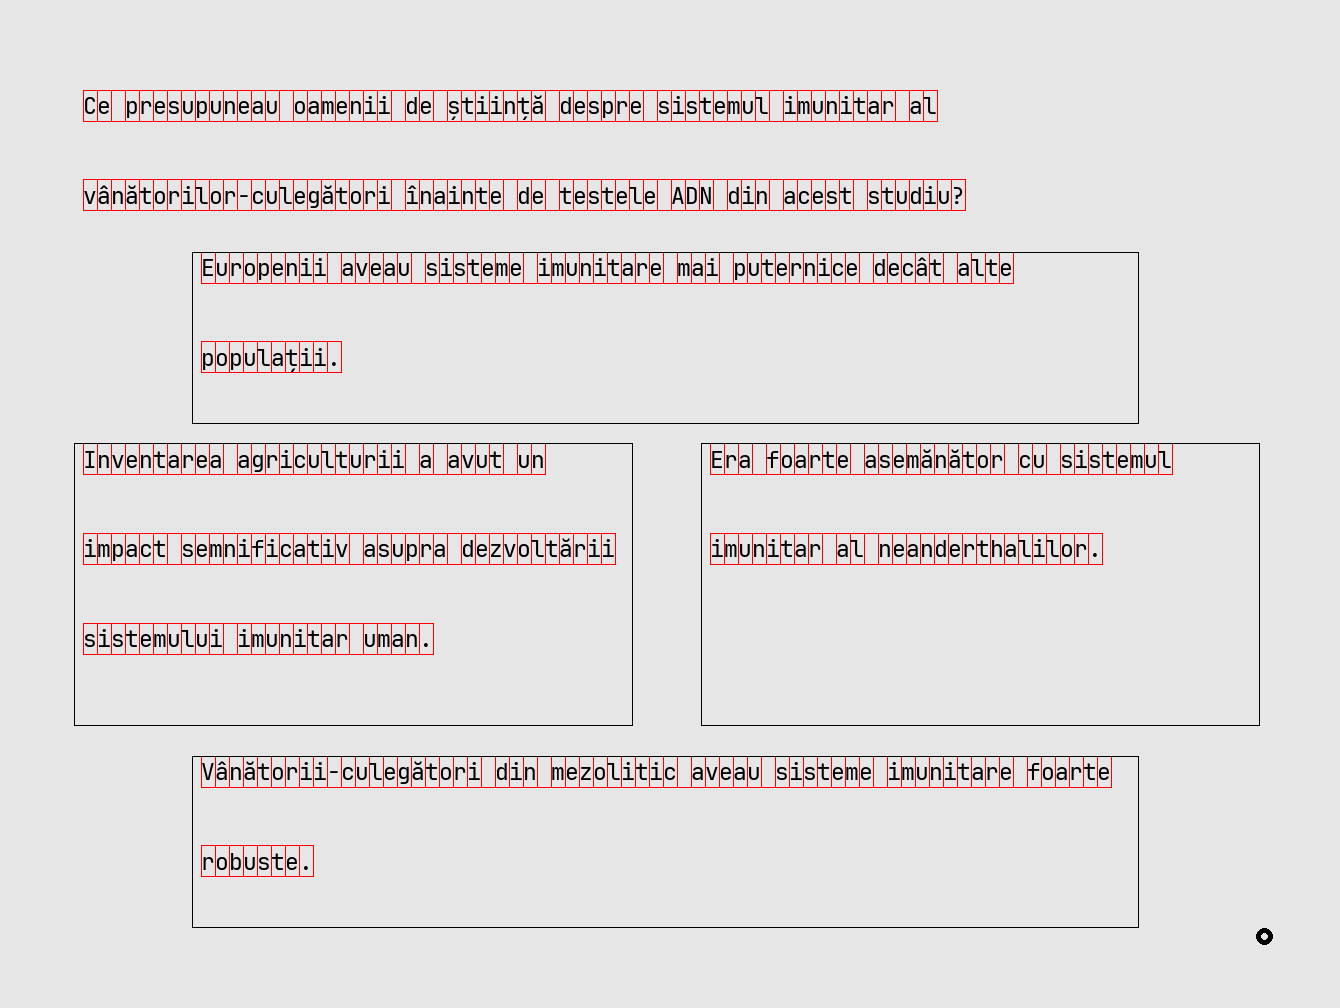 Ce presupuneau oamenii de știință despre sistemul imunitar al
vânătorilor-culegători înainte de testele ADN din acest studiu?
Europenii aveau sisteme imunitare mai puternice decât alte
populații.
Inventarea agriculturii a avut un
impact semnificativ asupra dezvoltării
sistemului imunitar uman.
Era foarte asemănător cu sistemul
imunitar al neanderthalilor.
Vânătorii-culegători din mezolitic aveau sisteme imunitare foarte
robuste.